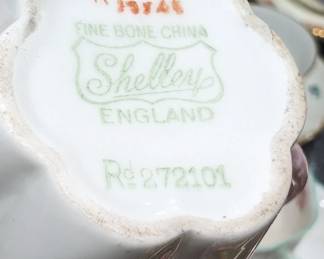 FINE BONE CHINA
Shelley
ENGLAND
Rd 272101